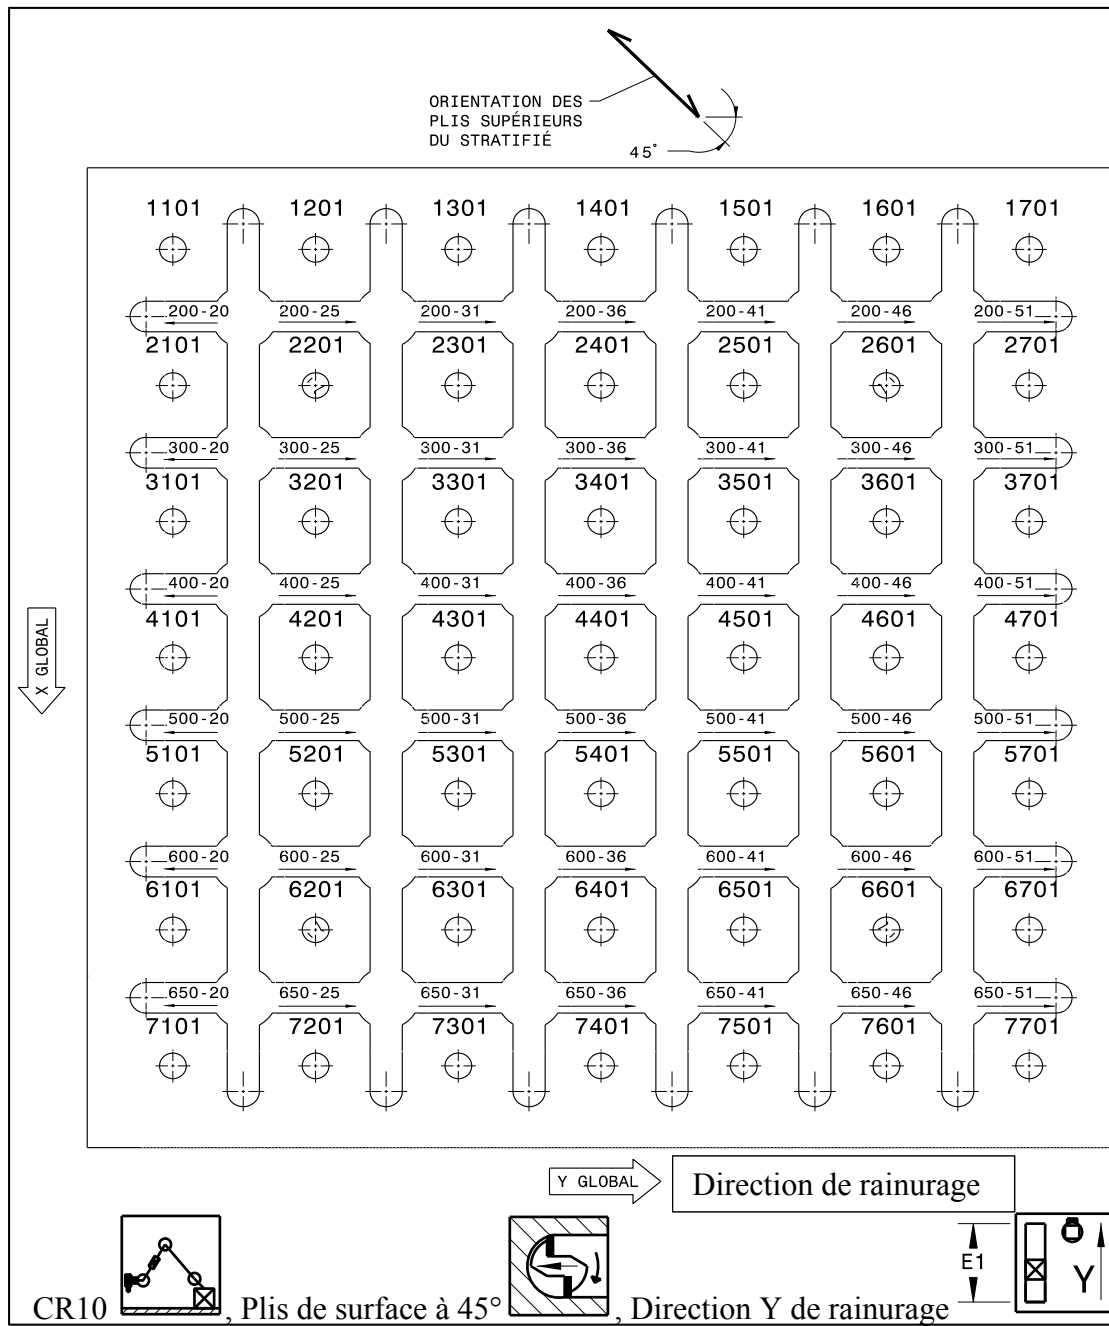 ORIENTATION DES
PLIS SUPÉRIEURS
DU STRATIFIÉ
45°
1101 1201 1301 1401 1501 1601 1701
200-20 200-25 200-31 200-36 200-41 200-46 200-51
2101 2201 2301 2401 2501 2601 2701
300-20 300-25 300-31 300-36 300-41 300-46 300-51
3101 3201 3301 3401 3501 3601 3701
400-20 400-25 400-31 400-36 400-41 400-46 400-51
4101 4201 4301 4401 4501 4601 4701
X GLOBAL
500-20 500-25 500-31 500-36 500-41 500-46 500-51
5101 5201 5301 5401 5501 5601 5701
600-20 600-25 600-31 600-36 600-41 600-46 600-51
6101 6201 6301 6401 6501 6601 6701
650-20 650-25 650-31 650-36 650-41 650-46 650-51
7101 7201 7301 7401 7501 7601 7701
Y GLOBAL Direction de rainurage
E1 Y
CR10 , Plis de surface à 45° , Direction Y de rainurage